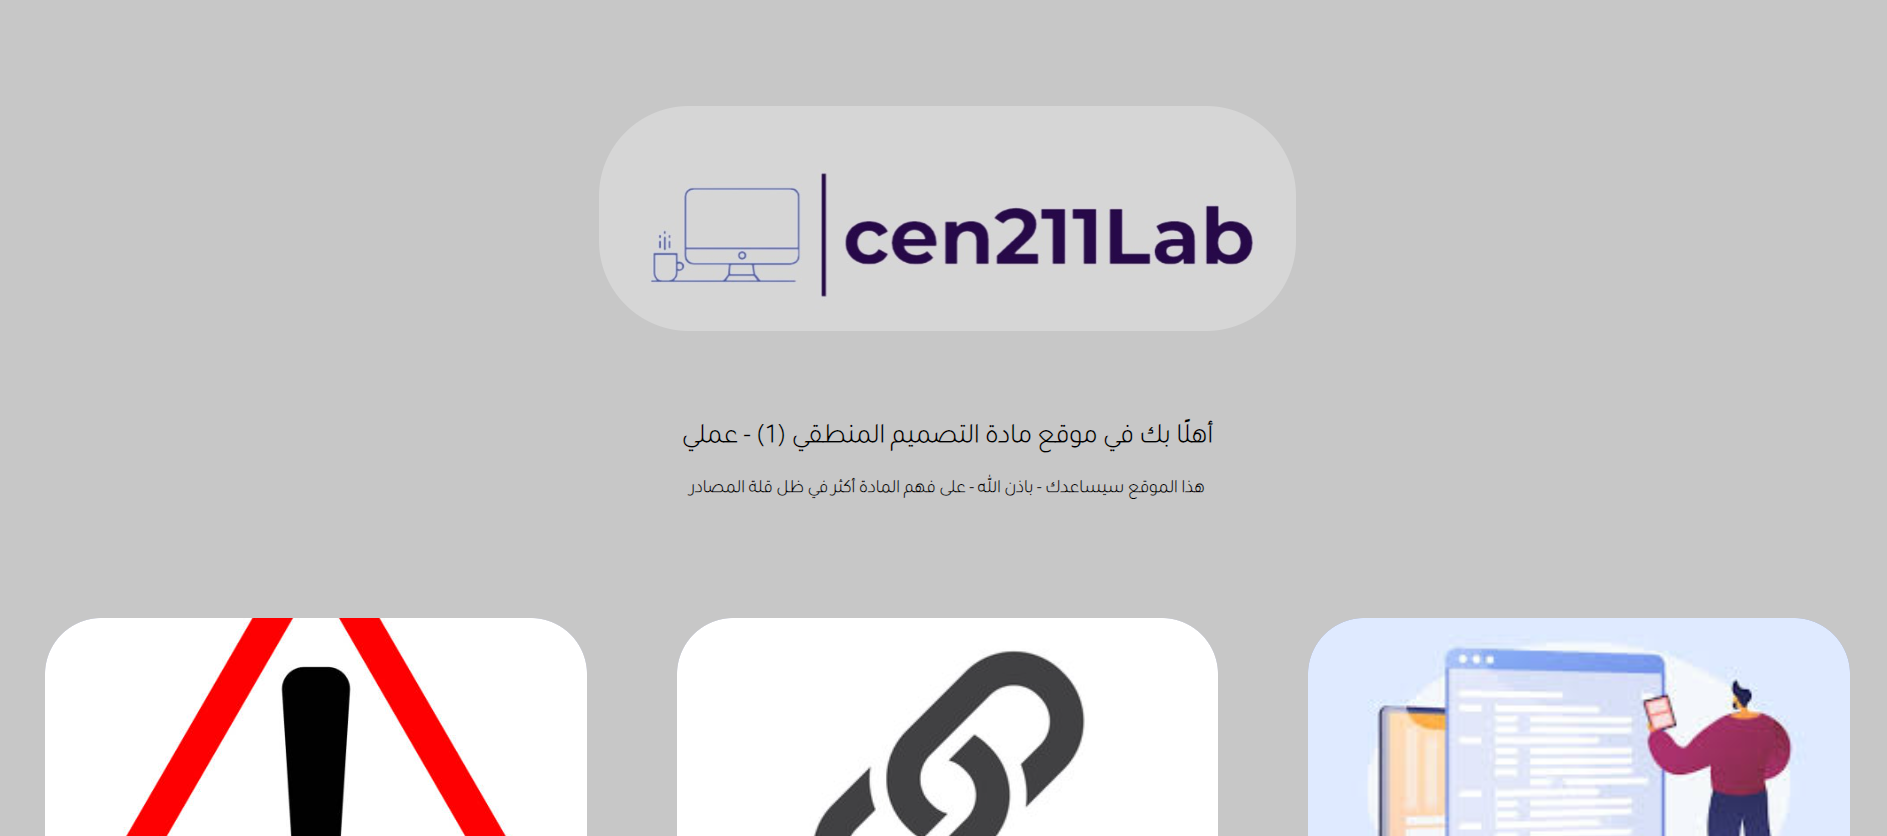 cen211Lab
أهلًا بك في موقع مادة التصميم المنطقي (1) - عملي
هذا الموقع سيساعدك - باذن الله - على فهم المادة أكثر في ظل قلة المصادر